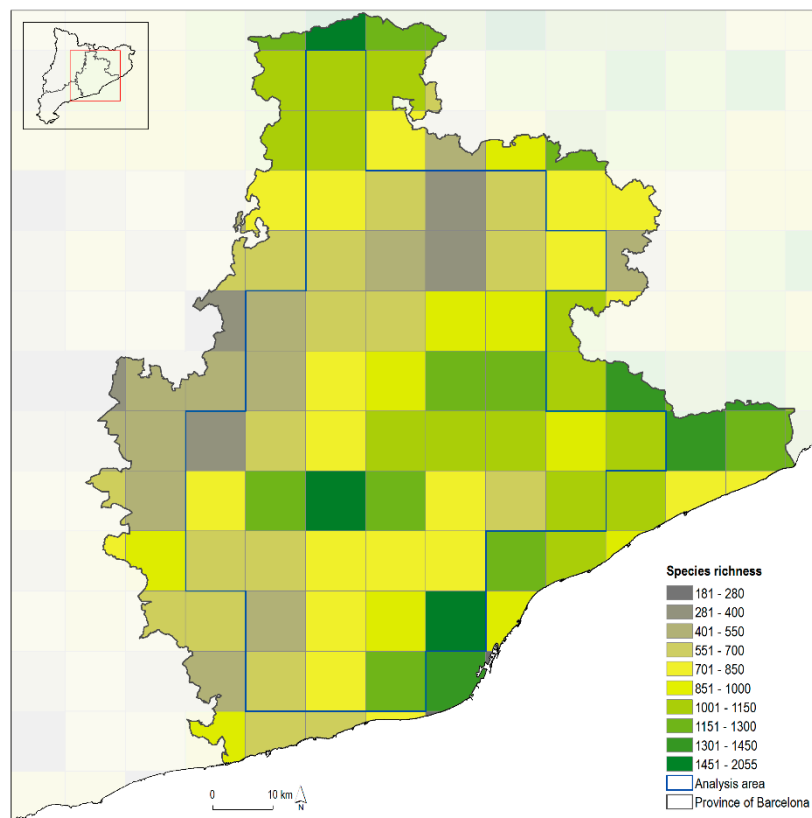 Species richness
181 - 280
281 - 400
401 - 550
551 - 700
701 - 850
851 - 1000
1001 - 1150
1151 - 1300
1301 - 1450
1451 - 2055
Analysis area
Province of Barcelona
0 10 km
N